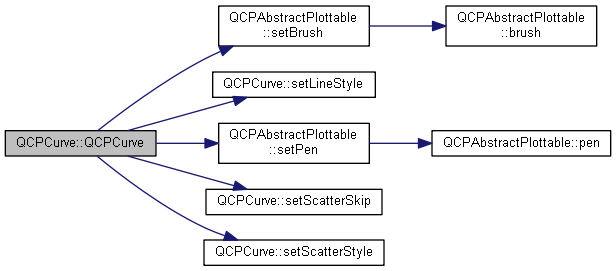 QCPCurve::QCPCurve
QCPAbstractPlottable
::setBrush
QCPAbstractPlottable
::brush
QCPCurve::setLineStyle
QCPAbstractPlottable
::setPen
QCPAbstractPlottable::pen
QCPCurve::setScatterSkip
QCPCurve::setScatterStyle